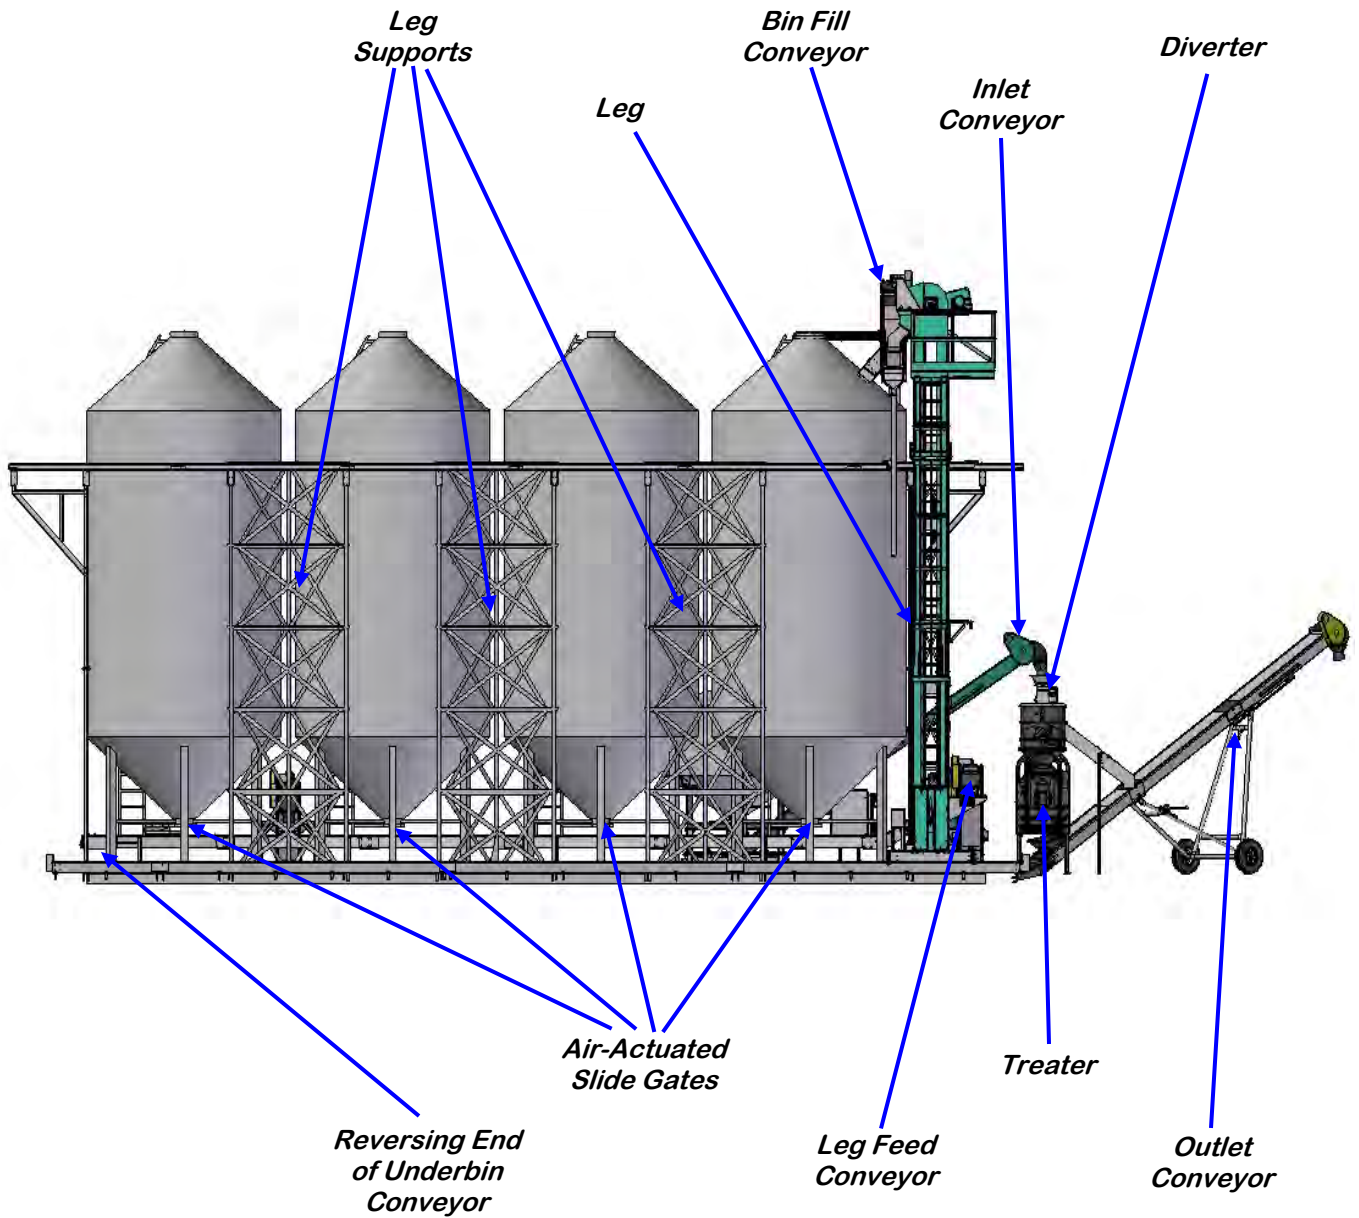 Leg
Supports
Bin Fill
Conveyor
Diverter
Inlet
Conveyor
Leg
Air-Actuated
Slide Gates
Treater
Reversing End
of Underbin
Conveyor
Leg Feed
Conveyor
Outlet
Conveyor